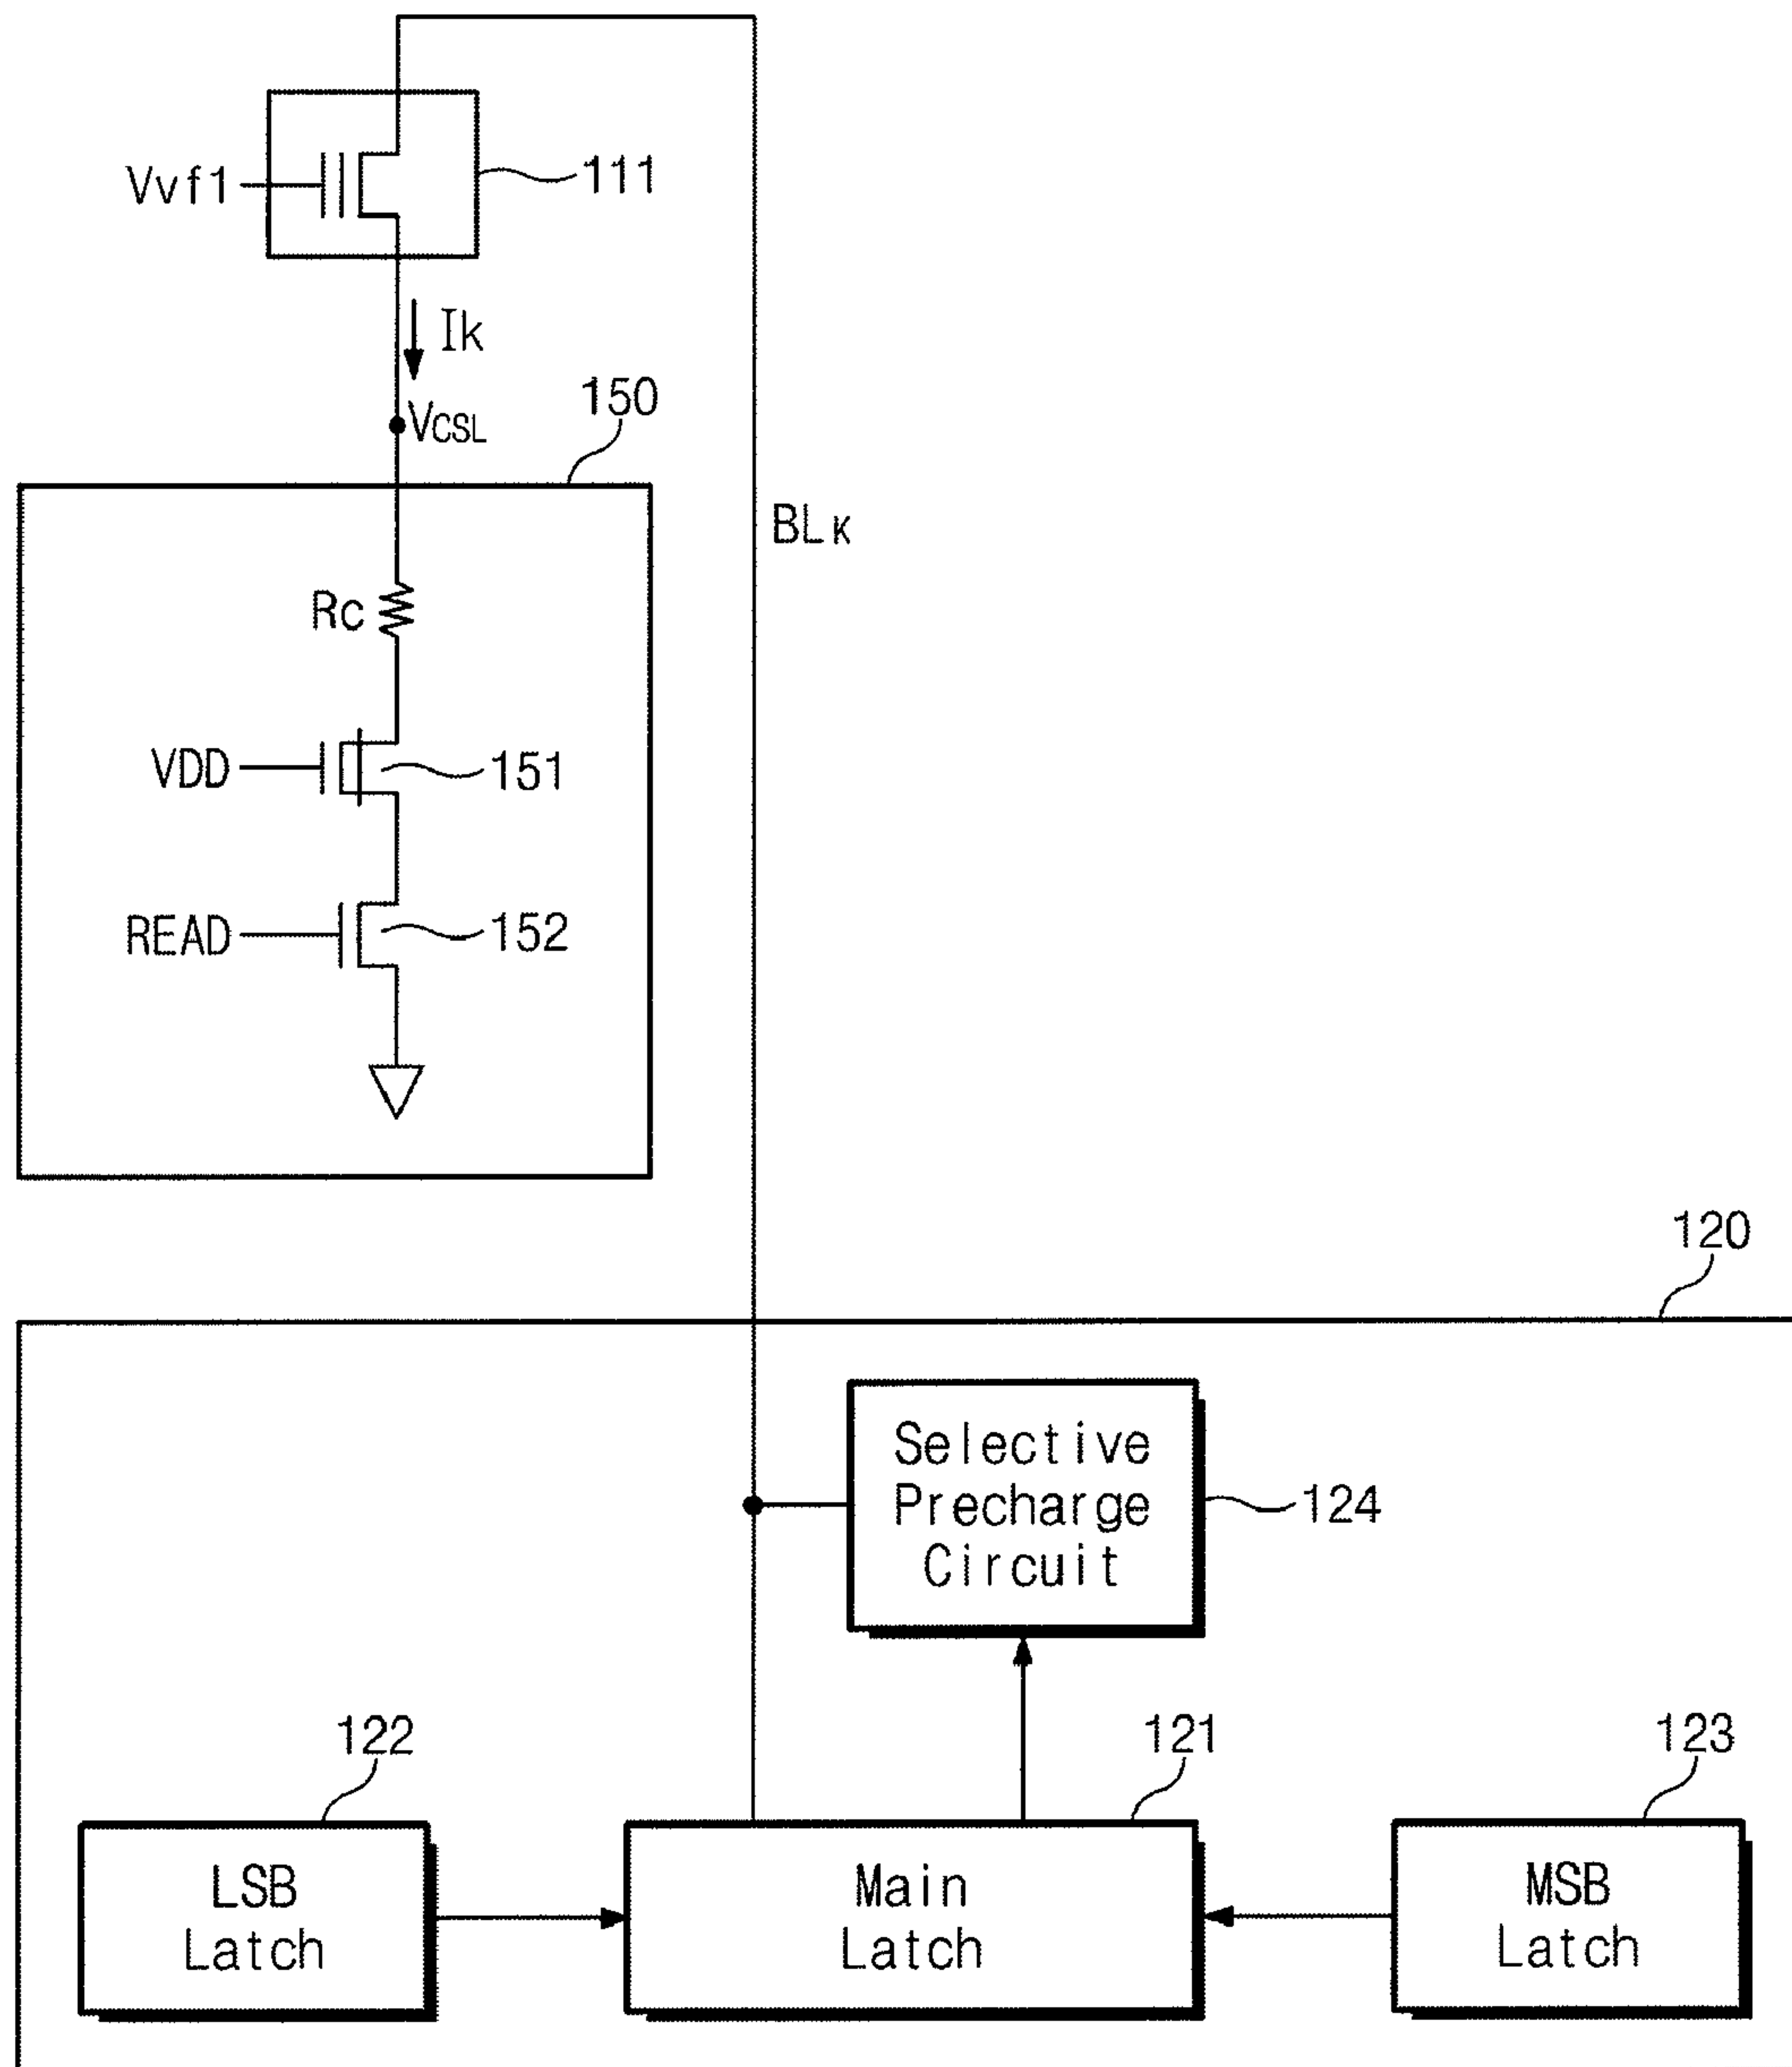 Vvf1
111
Ik
VCSL
150
BLK
RC
VDD
151
READ
152
120
Selective
Precharge
Circuit
124
122
121
123
LSB
Latch
Main
Latch
MSB
Latch